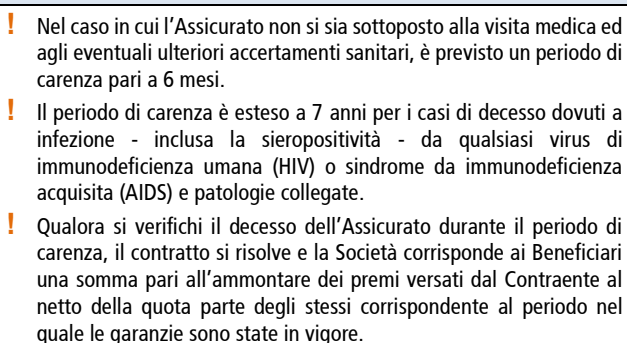 ! Nel caso in cui l'Assicurato non si sia sottoposto alla visita medica ed
agli eventuali ulteriori accertamenti sanitari, è previsto un periodo di
carenza pari a 6 mesi.
! Il periodo di carenza è esteso a 7 anni per i casi di decesso dovuti a
infezione - inclusa la sieropositività - da qualsiasi virus di
immunodeficienza umana (HIV) o sindrome da immunodeficienza
acquisita (AIDS) e patologie collegate.
! Qualora si verifichi il decesso dell'Assicurato durante il periodo di
carenza, il contratto si risolve e la Società corrisponde ai Beneficiari
una somma pari all'ammontare dei premi versati dal Contraente al
netto della quota parte degli stessi corrispondente al periodo nel
quale le garanzie sono state in vigore.